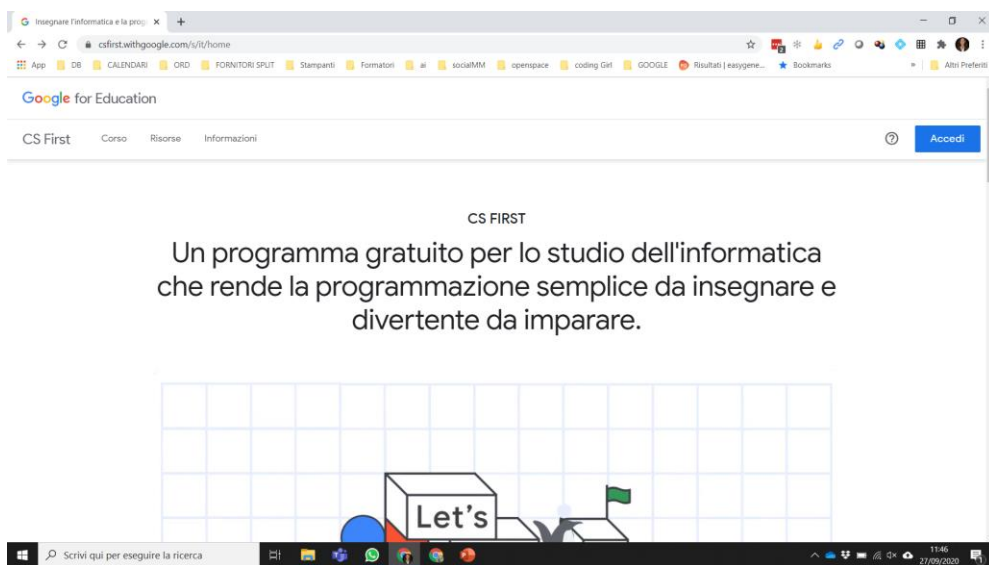 Insegnare l'informatica e la prog
csfirst.withgoogle.com/s/it/home
App DB CALENDARI ORD FORNITORI SPLIT Stampanti Formatori ai socialMM openspace coding Girl GOOGLE Risultati | easygene... Bookmarks » Altri Preferiti
Google for Education
CS First Corso Risorse Informazioni Accedi
CS FIRST
Un programma gratuito per lo studio dell'informatica
che rende la programmazione semplice da insegnare e
divertente da imparare.
Let's
Scrivi qui per eseguire la ricerca
11:46
27/09/2020